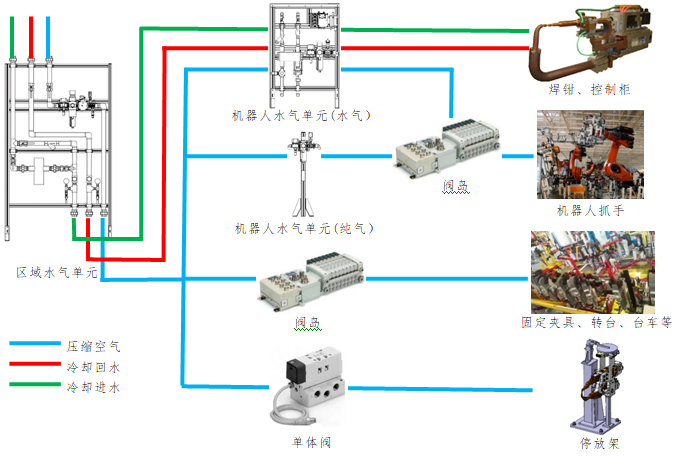 焊钳、控制柜
机器人水气单元(水气)
阀岛
机器人抓手
机器人水气单元(纯气)
区域水气单元
阀岛
固定夹具、转台、台车等
压缩空气
冷却回水
冷却进水
单体阀
停放架